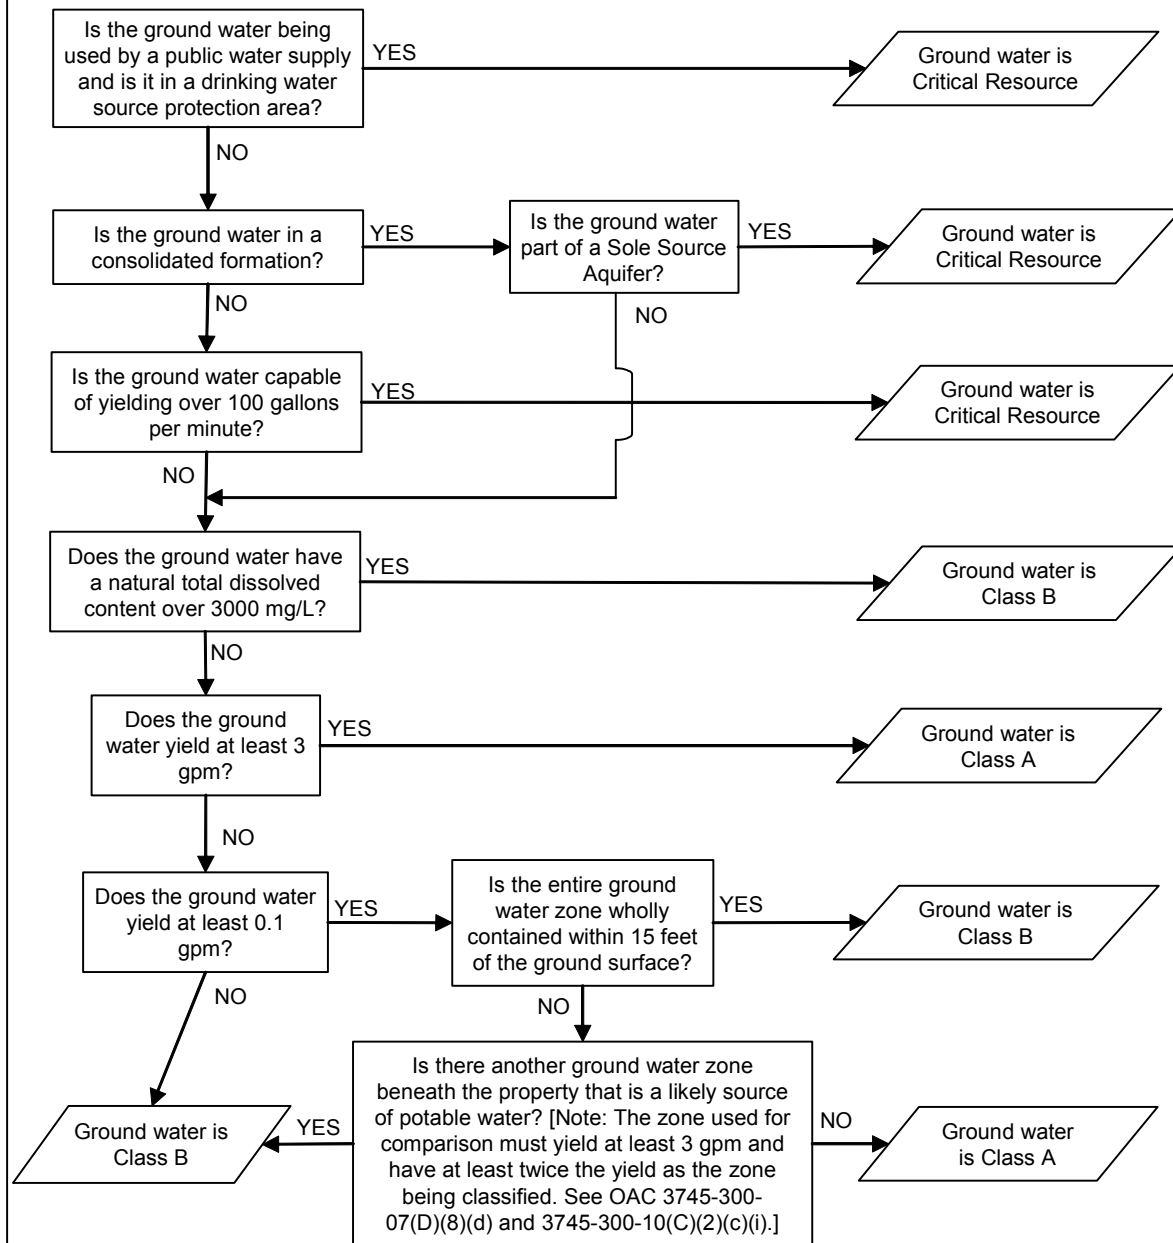 Is the ground water being
used by a public water supply
and is it in a drinking water
source protection area?
YES
Ground water is
Critical Resource
NO
Is the ground water in a
consolidated formation?
YES
Is the ground water
part of a Sole Source
Aquifer?
YES
Ground water is
Critical Resource
NO
NO
Is the ground water capable
of yielding over 100 gallons
per minute?
YES
Ground water is
Critical Resource
NO
Does the ground water have
a natural total dissolved
content over 3000 mg/L?
YES
Ground water is
Class B
NO
Does the ground
water yield at least 3
gpm?
YES
Ground water is
Class A
NO
Does the ground water
yield at least 0.1
gpm?
YES
Is the entire ground
water zone wholly
contained within 15 feet
of the ground surface?
YES
Ground water is
Class B
NO
NO
Ground water is
Class B
YES
Is there another ground water zone
beneath the property that is a likely source
of potable water? [Note: The zone used for
comparison must yield at least 3 gpm and
have at least twice the yield as the zone
being classified. See OAC 3745-300-
07(D)(8)(d) and 3745-300-10(C)(2)(c)(i).]
NO
Ground water
is Class A